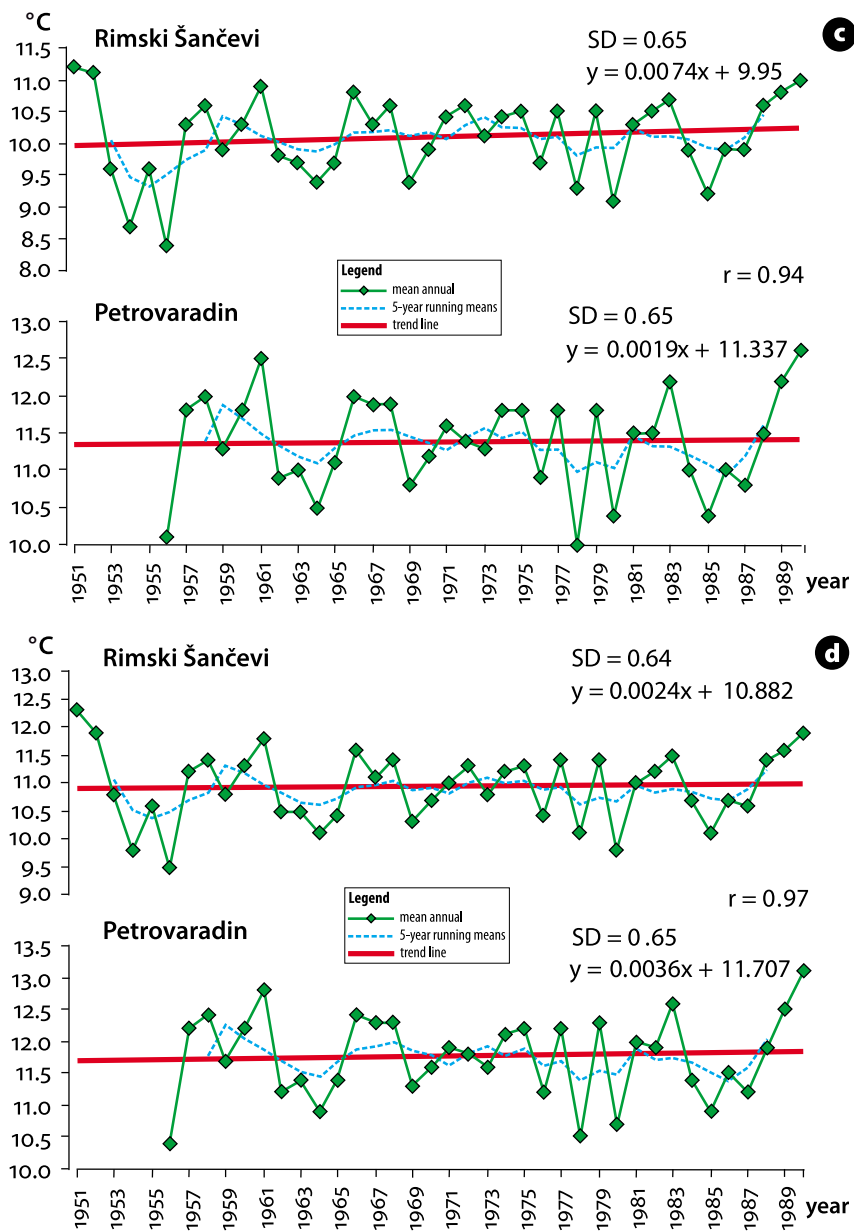 °C
Rimski Šančevi
SD = 0.65
c
y = 0.0074x + 9.95
11.5
11.0
10.5
10.0
9.5
9.0
8.5
8.0
Legend
mean annual
5-year running means
trend line
r = 0.94
Petrovaradin
SD = 0.65
y = 0.0019x + 11.337
13.0
12.5
12.0
11.5
11.0
10.5
10.0
1951 1953 1955 1957 1959 1961 1963 1965 1967 1969 1971 1973 1975 1977 1979 1981 1983 1985 1987 1989 year
°C
Rimski Šančevi
SD = 0.64
d
y = 0.0024x + 10.882
13.0
12.5
12.0
11.5
11.0
10.5
10.0
9.5
9.0
Legend
mean annual
5-year running means
trend line
r = 0.97
Petrovaradin
SD = 0.65
y = 0.0036x + 11.707
13.5
13.0
12.5
12.0
11.5
11.0
10.5
10.0
1951 1953 1955 1957 1959 1961 1963 1965 1967 1969 1971 1973 1975 1977 1979 1981 1983 1985 1987 1989 year